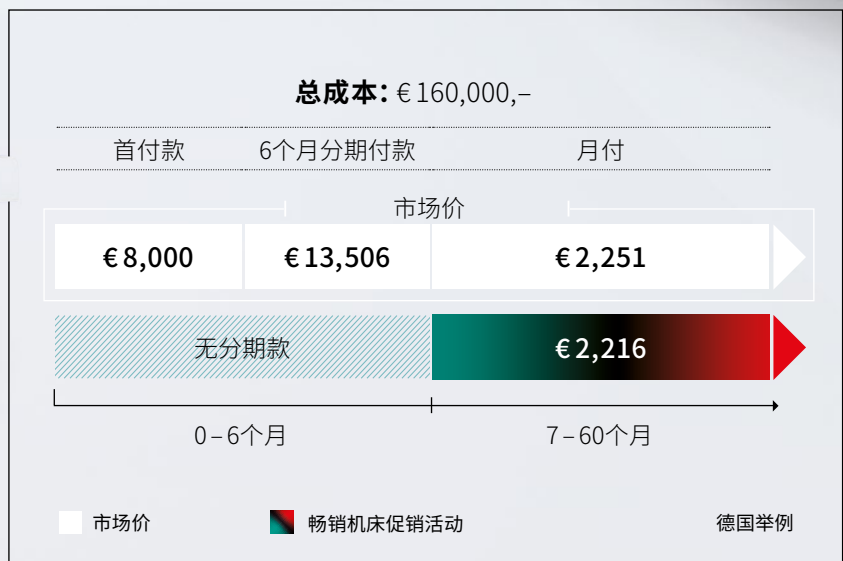 总成本：€ 160,000,–
首付款 6个月分期付款 月付
市场价
€ 8,000 € 13,506 € 2,251
无分期款 € 2,216
0 – 6个月 7 – 60个月
市场价 畅销机床促销活动 德国举例